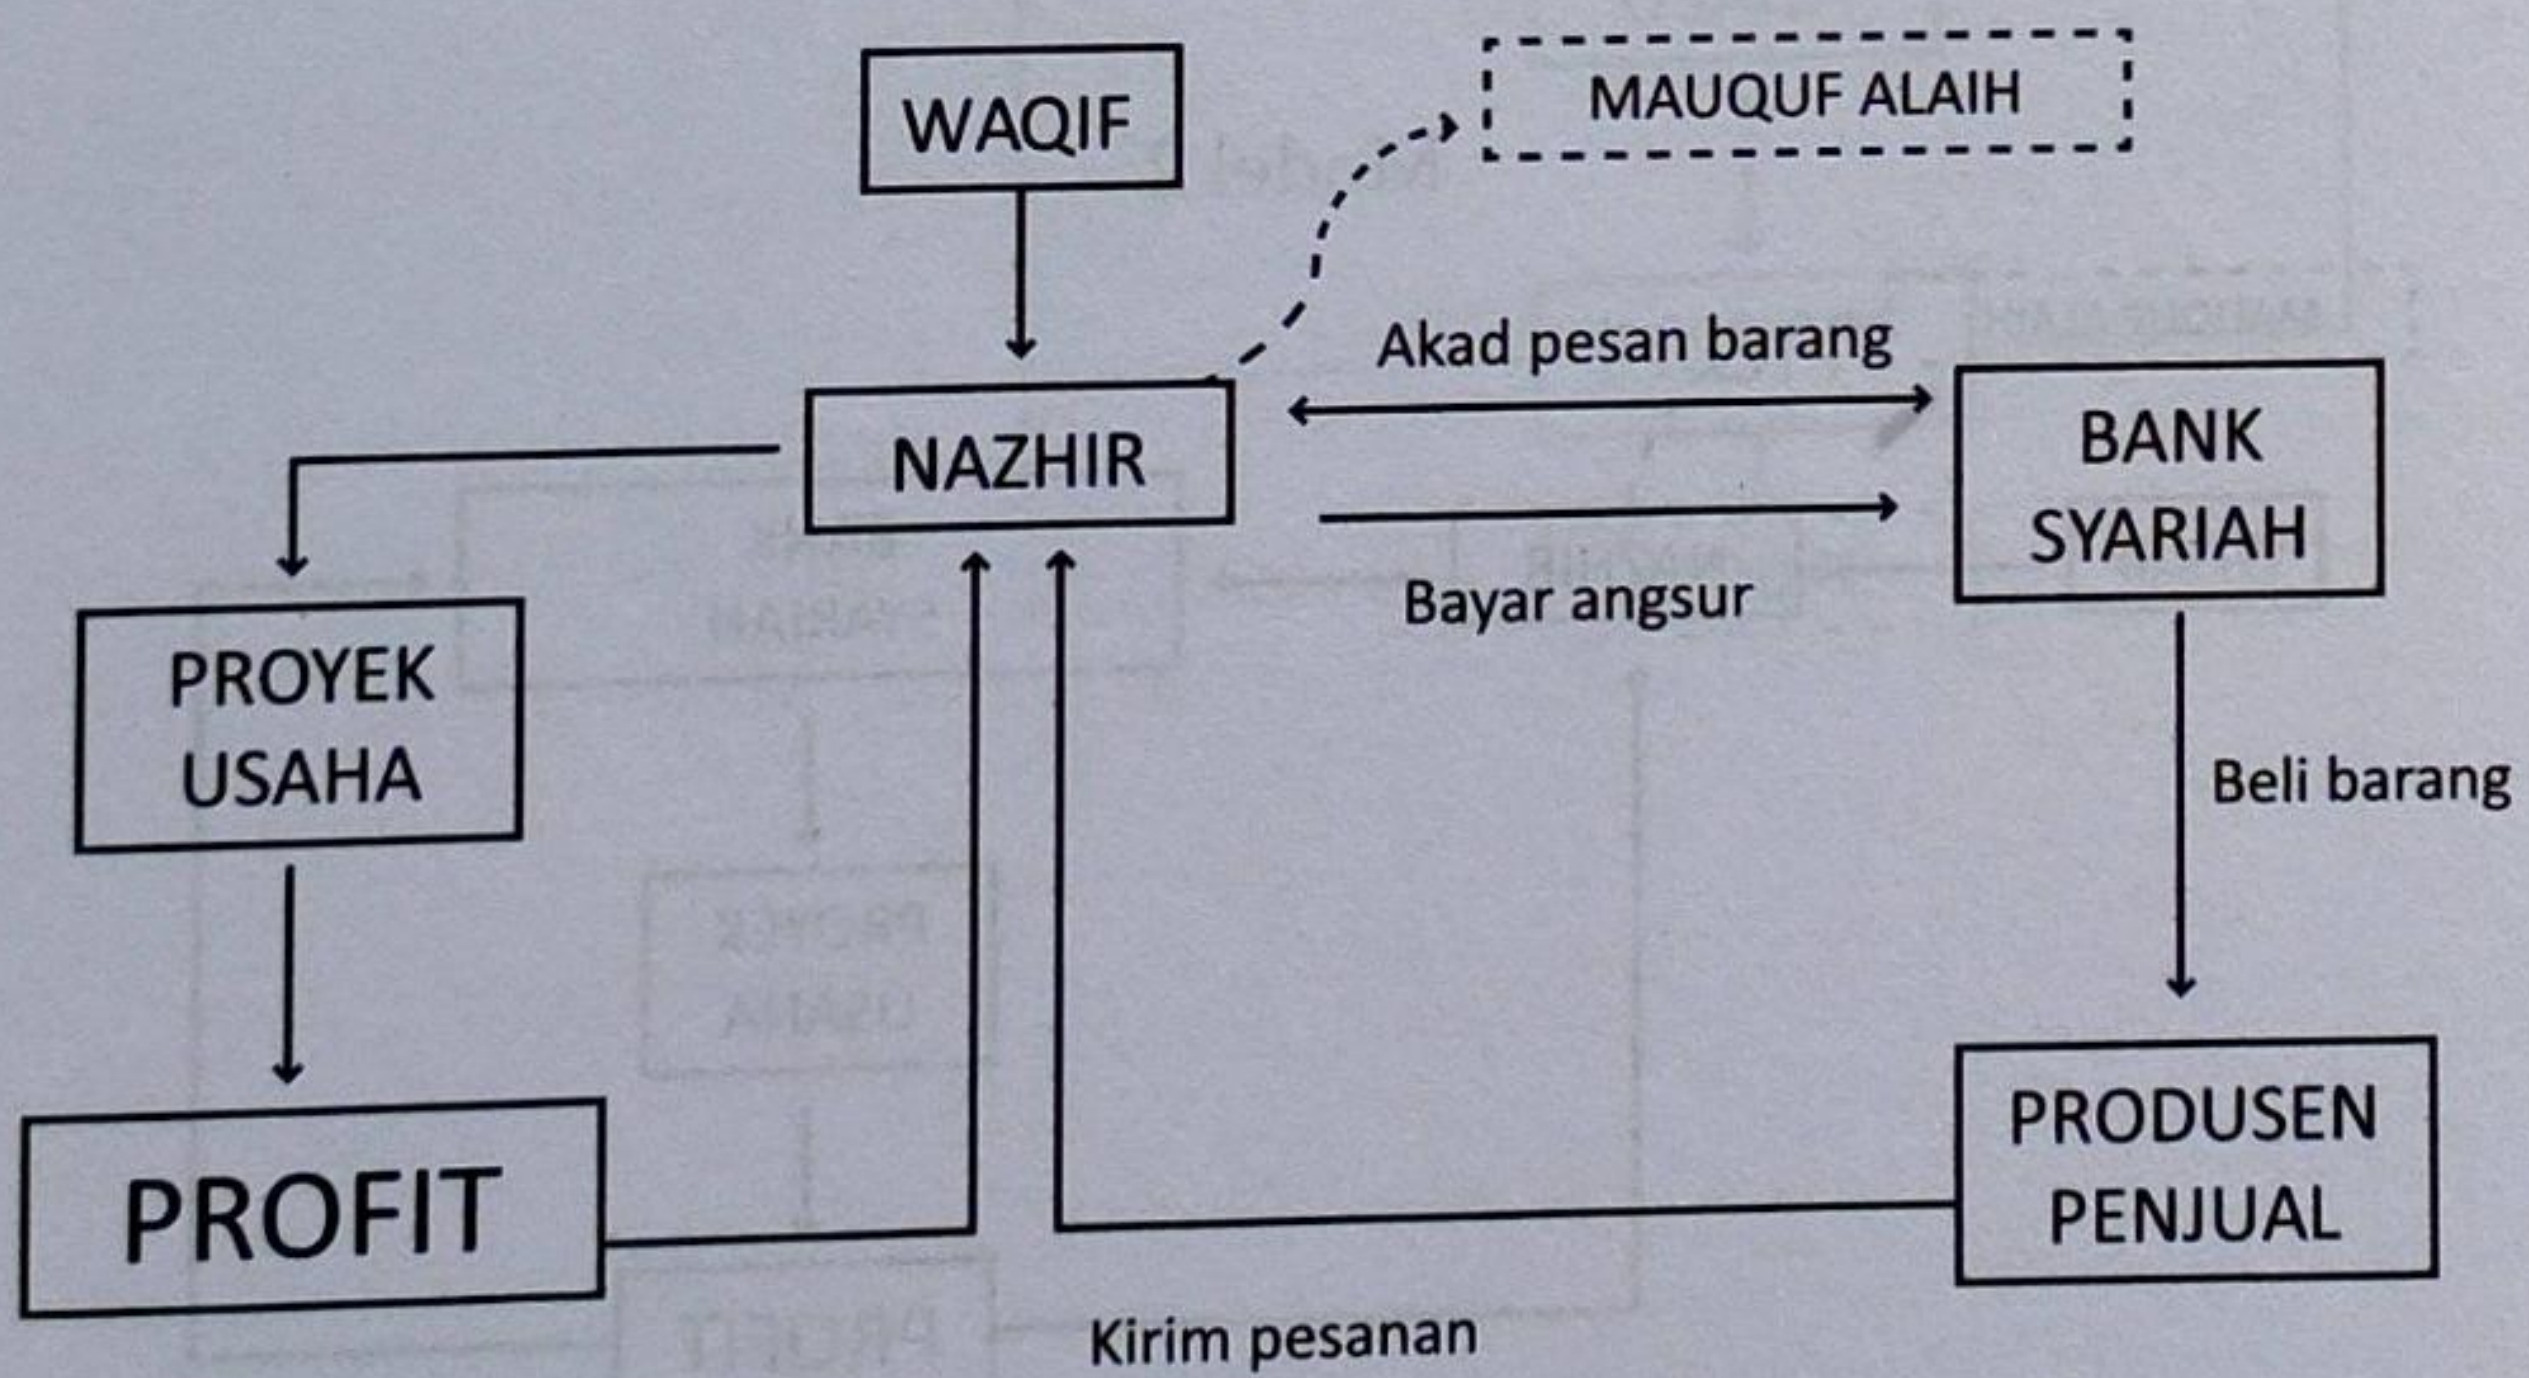 WAQIF
MAUQUF ALAIH
NAZHIR
Akad pesan barang
BANK
SYARIAH
Bayar angsur
PROYEK
USAHA
Beli barang
PROFIT
PRODUSEN
PENJUAL
Kirim pesanan